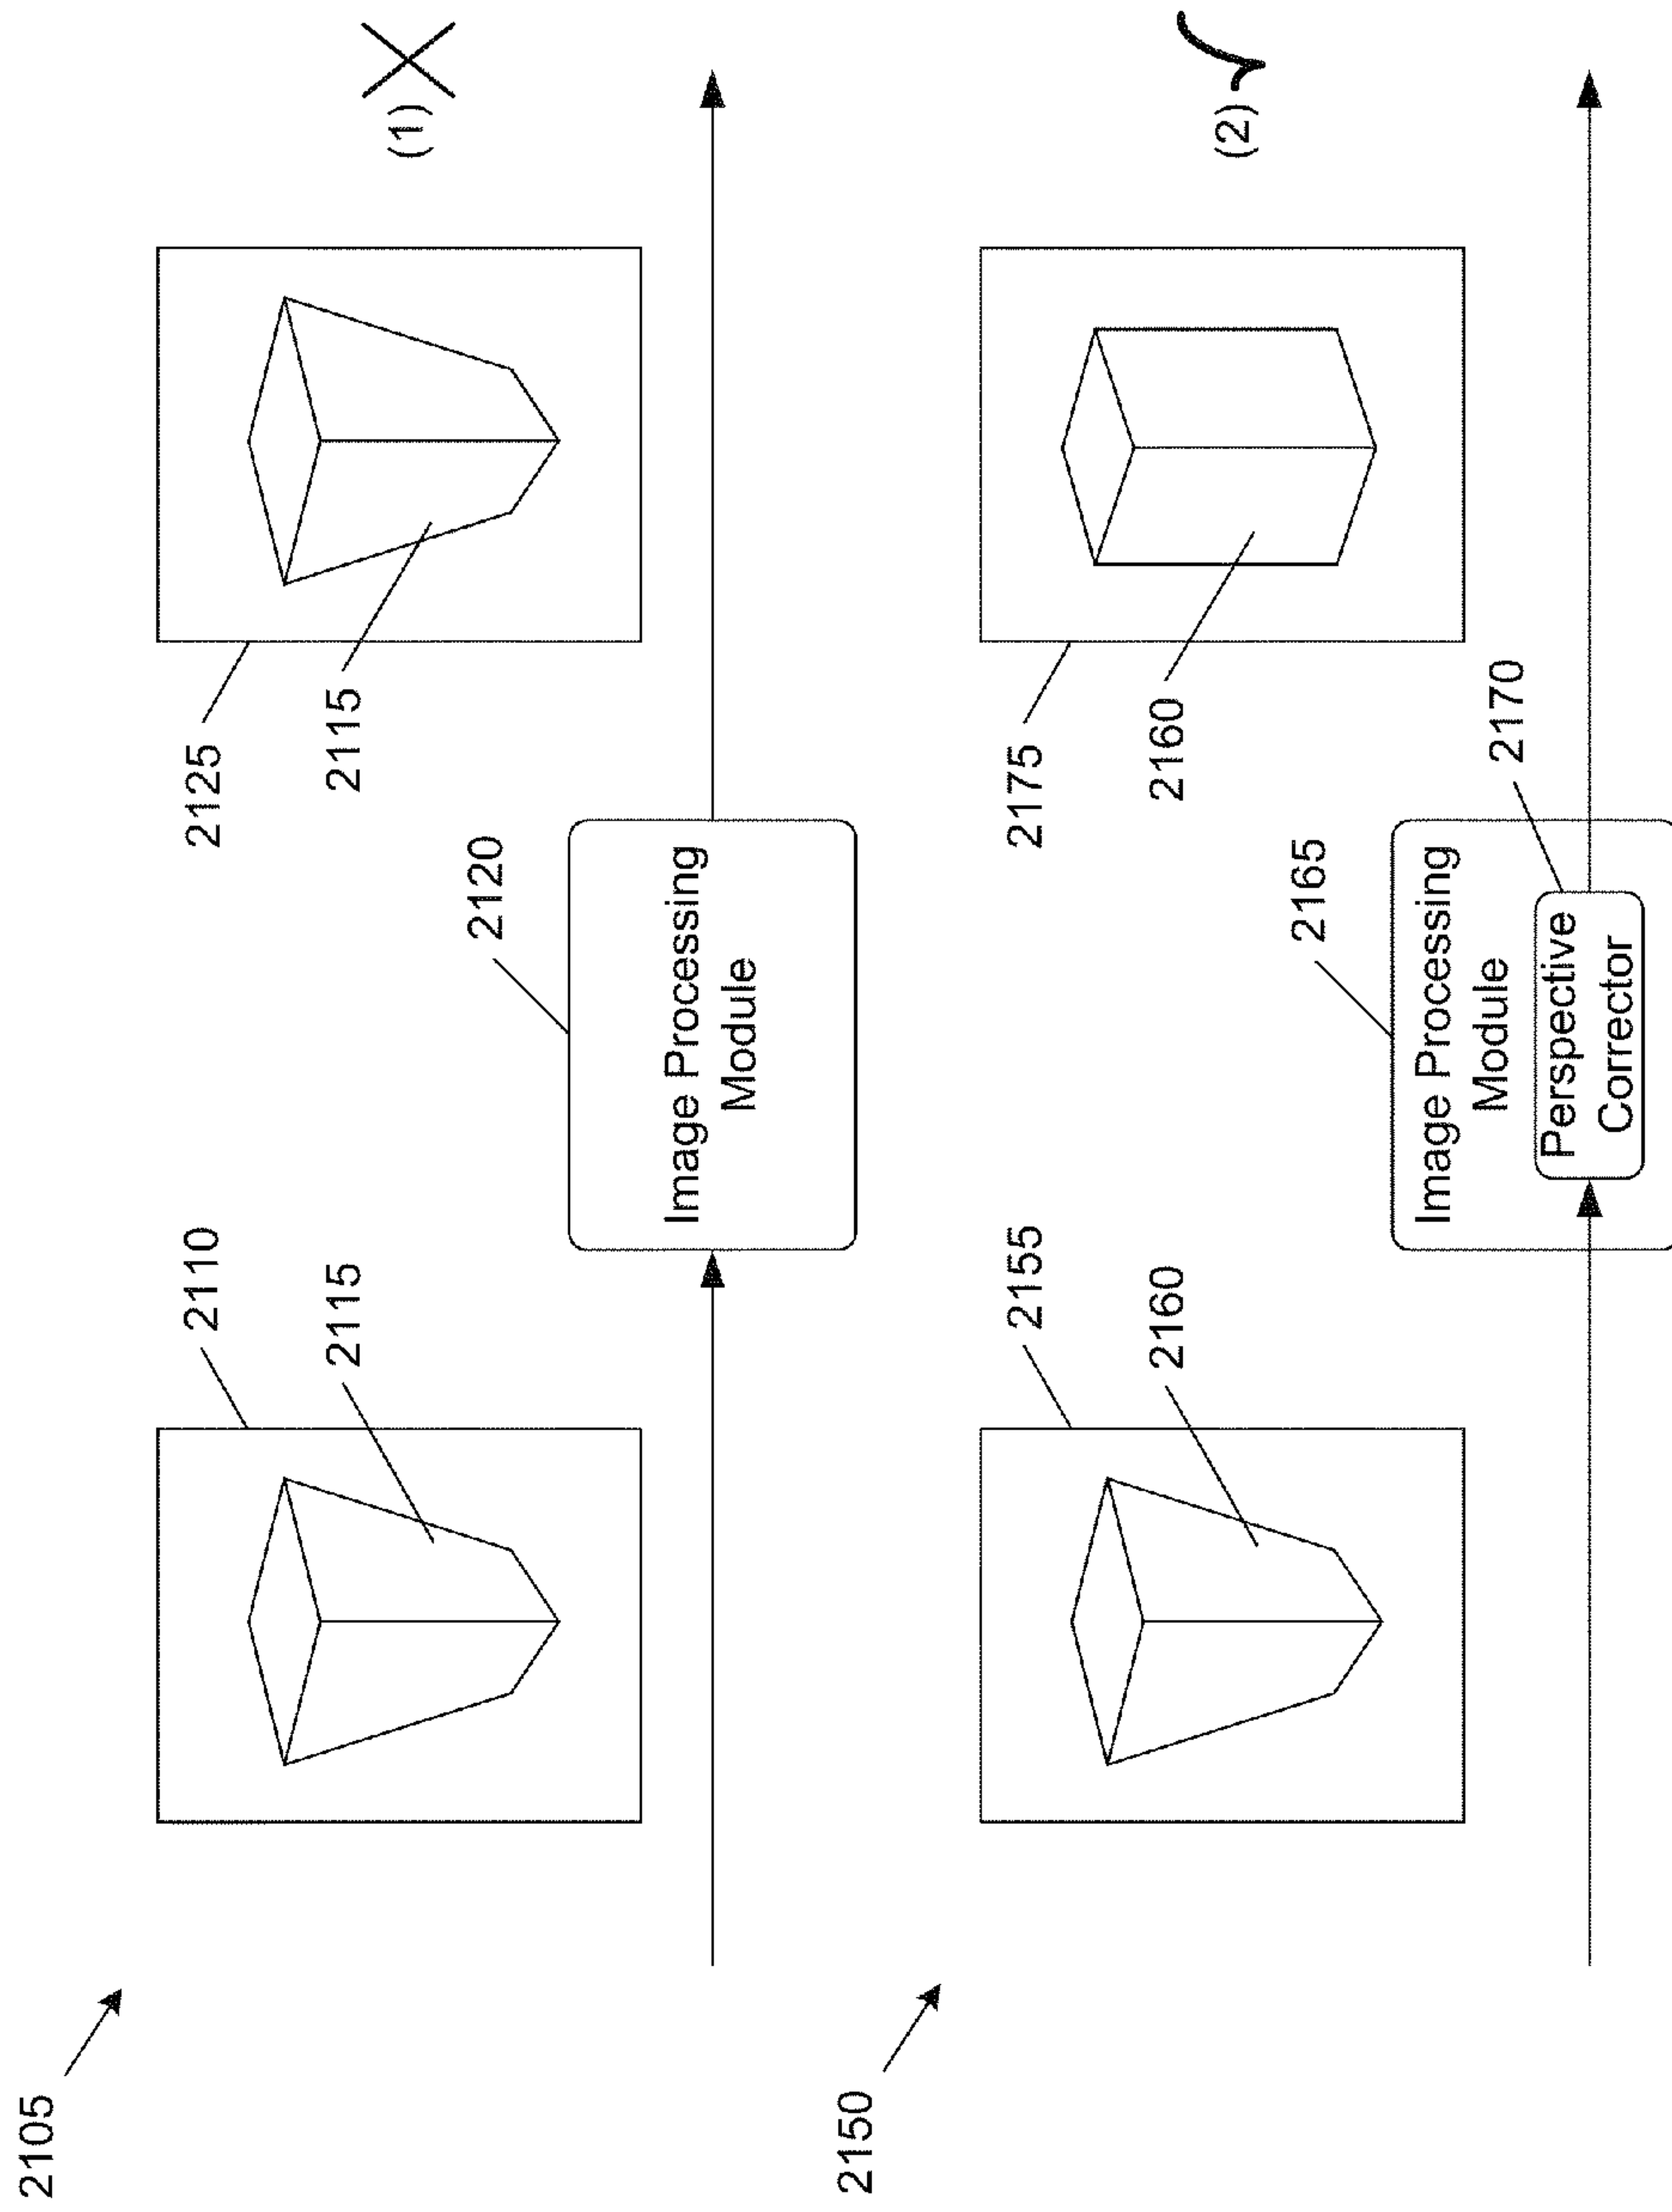 2105
2110
2115
2120
Image Processing
Module
2125
2115
(1)
2150
2155
2160
2165
Image Processing
Module
Perspective
Corrector
2170
2175
2160
(2)